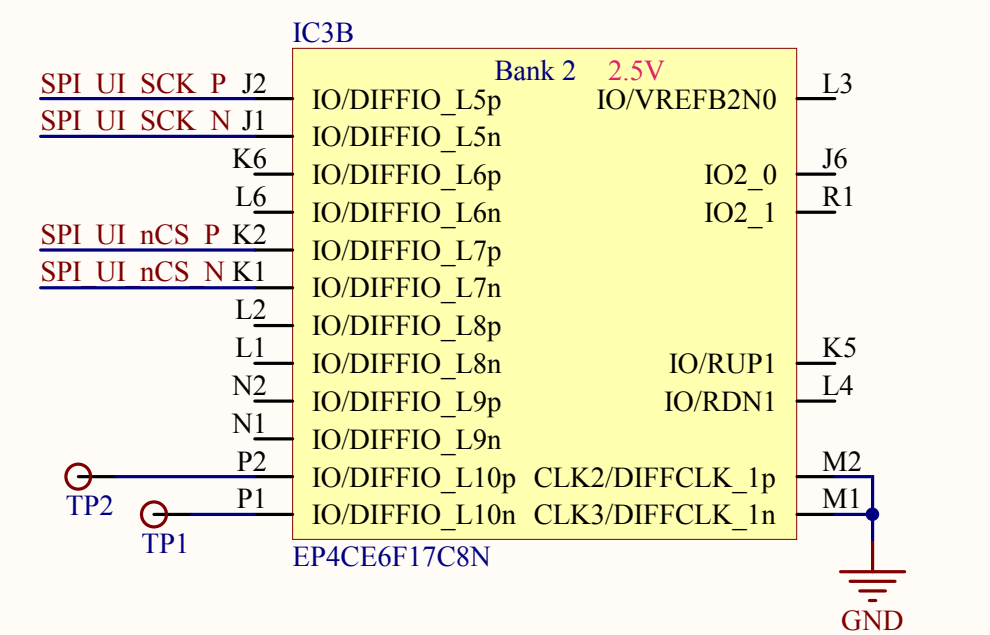 IC3B
Bank 2 2.5V
SPI_UI_SCK_P J2 IO/DIFFIO_L5p IO/VREFB2N0 L3
SPI_UI_SCK_N J1 IO/DIFFIO_L5n
K6 IO/DIFFIO_L6p IO2_0 J6
L6 IO/DIFFIO_L6n IO2_1 R1
SPI_UI_nCS_P K2 IO/DIFFIO_L7p
SPI_UI_nCS_N K1 IO/DIFFIO_L7n
L2 IO/DIFFIO_L8p
L1 IO/DIFFIO_L8n IO/RUP1 K5
N2 IO/DIFFIO_L9p IO/RDN1 L4
N1 IO/DIFFIO_L9n
P2 IO/DIFFIO_L10p CLK2/DIFFCLK_1p M2
TP2
P1 IO/DIFFIO_L10n CLK3/DIFFCLK_1n M1
TP1
EP4CE6F17C8N
GND